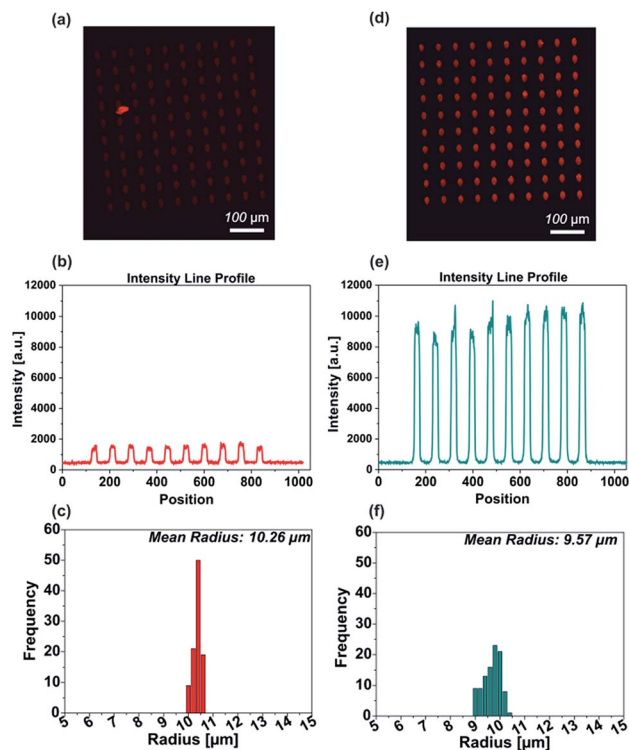 (a)
100 µm
(b)
Intensity Line Profile
12000
10000
8000
6000
4000
2000
0
Intensity [a.u.]
0 200 400 600 800 1000
Position
(c)
Mean Radius: 10.26 µm
60
50
40
30
20
10
0
Frequency
5 6 7 8 9 10 11 12 13 14 15
Radius [µm]
(d)
100 µm
(e)
Intensity Line Profile
12000
10000
8000
6000
4000
2000
0
Intensity [a.u.]
0 200 400 600 800 1000
Position
(f)
Mean Radius: 9.57 µm
60
50
40
30
20
10
0
Frequency
5 6 7 8 9 10 11 12 13 14 15
Radius [µm]